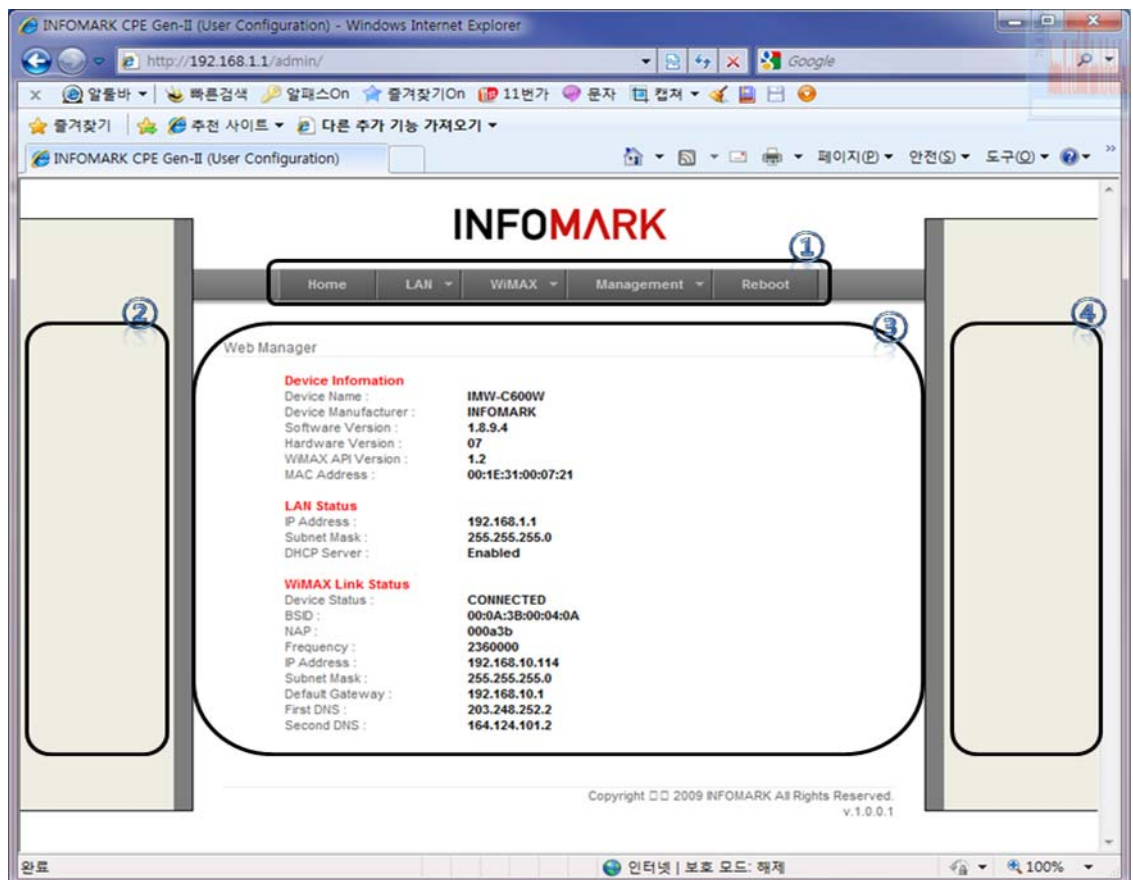 INFOMARK CPE Gen-II (User Configuration) - Windows Internet Explorer
http://192.168.1.1/admin/
Google
알툴바 빠른검색 알패스On 즐겨찾기On 11번가 문자 캡쳐
즐겨찾기 추천 사이트 다른 추가 기능 가져오기
INFOMARK CPE Gen-II (User Configuration) 페이지(P) 안전(S) 도구(O)
INFOMARK
①
Home LAN WiMAX Management Reboot
②
③
④
Web Manager
Device Infomation
Device Name : IMW-C600W
Device Manufacturer : INFOMARK
Software Version : 1.8.9.4
Hardware Version : 07
WiMAX API Version : 1.2
MAC Address : 00:1E:31:00:07:21
LAN Status
IP Address : 192.168.1.1
Subnet Mask : 255.255.255.0
DHCP Server : Enabled
WiMAX Link Status
Device Status : CONNECTED
BSID : 00:0A:3B:00:04:0A
NAP : 000a3b
Frequency : 2360000
IP Address : 192.168.10.114
Subnet Mask : 255.255.255.0
Default Gateway : 192.168.10.1
First DNS : 203.248.252.2
Second DNS : 164.124.101.2
Copyright □□ 2009 INFOMARK All Rights Reserved.
v.1.0.0.1
완료 인터넷 | 보호 모드: 해제 100%